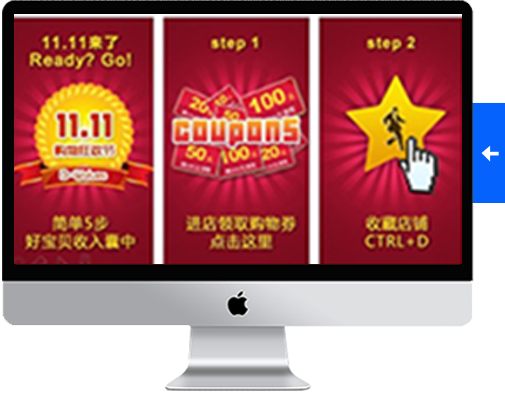 11.11来了
Ready? Go!
11.11
购物狂欢节
简单5步
好宝贝收入囊中
step 1
20
50
100
COUPONS
50
100
20
进店领取购物券
点击这里
step 2
收藏店铺
CTRL+D